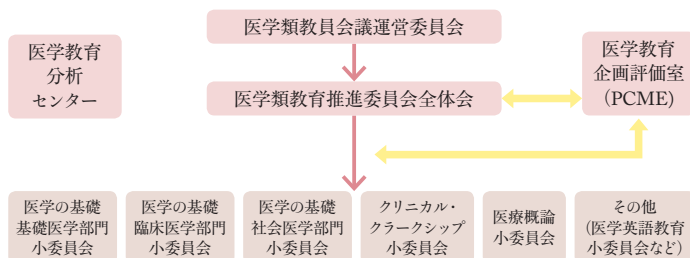 医学類教員会議運営委員会
医学教育
分析
センター
医学教育
企画評価室
（PCME）
医学類教育推進委員会全体会
医学の基礎
基礎医学部門
小委員会
医学の基礎
臨床医学部門
小委員会
医学の基礎
社会医学部門
小委員会
クリニカル・
クラークシップ
小委員会
医療概論
小委員会
その他
（医学英語教育
小委員会など）